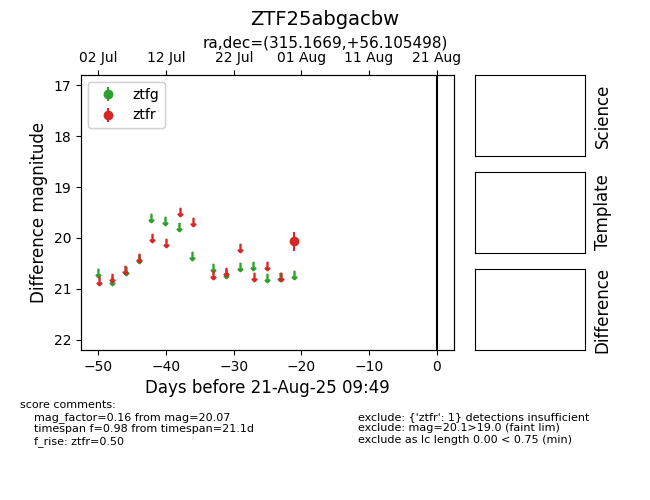 ZTF25abgacbw
ra,dec=(315.1669,+56.105498)
02 Jul 12 Jul 22 Jul 01 Aug 11 Aug 21 Aug
ztfg
ztfr
17
18
19
20
21
22
Difference magnitude
−50 −40 −30 −20 −10 0
Days before 21-Aug-25 09:49
Science
Template
Difference
score comments:
mag_factor=0.16 from mag=20.07
timespan f=0.98 from timespan=21.1d
f_rise: ztfr=0.50
exclude: {'ztfr': 1} detections insufficient
exclude: mag=20.1>19.0 (faint lim)
exclude as lc length 0.00 < 0.75 (min)